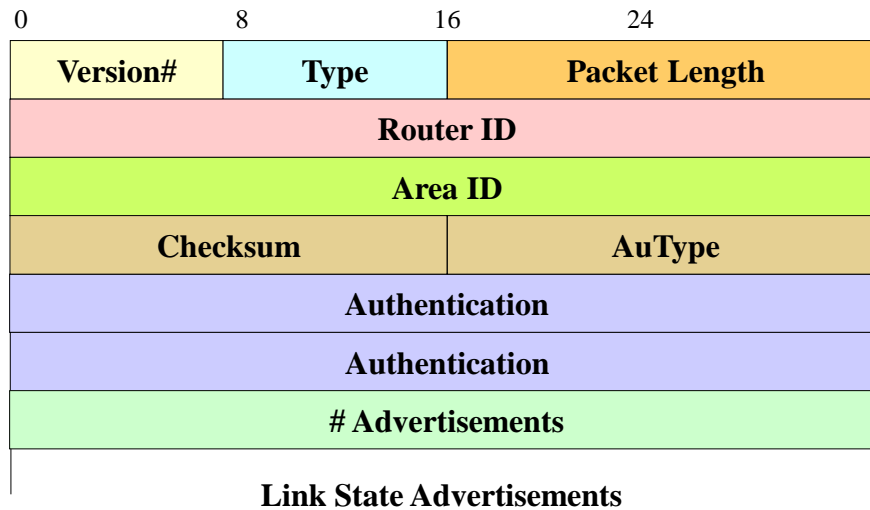 0 8 16 24
Version# Type Packet Length
Router ID
Area ID
Checksum AuType
Authentication
Authentication
# Advertisements
Link State Advertisements